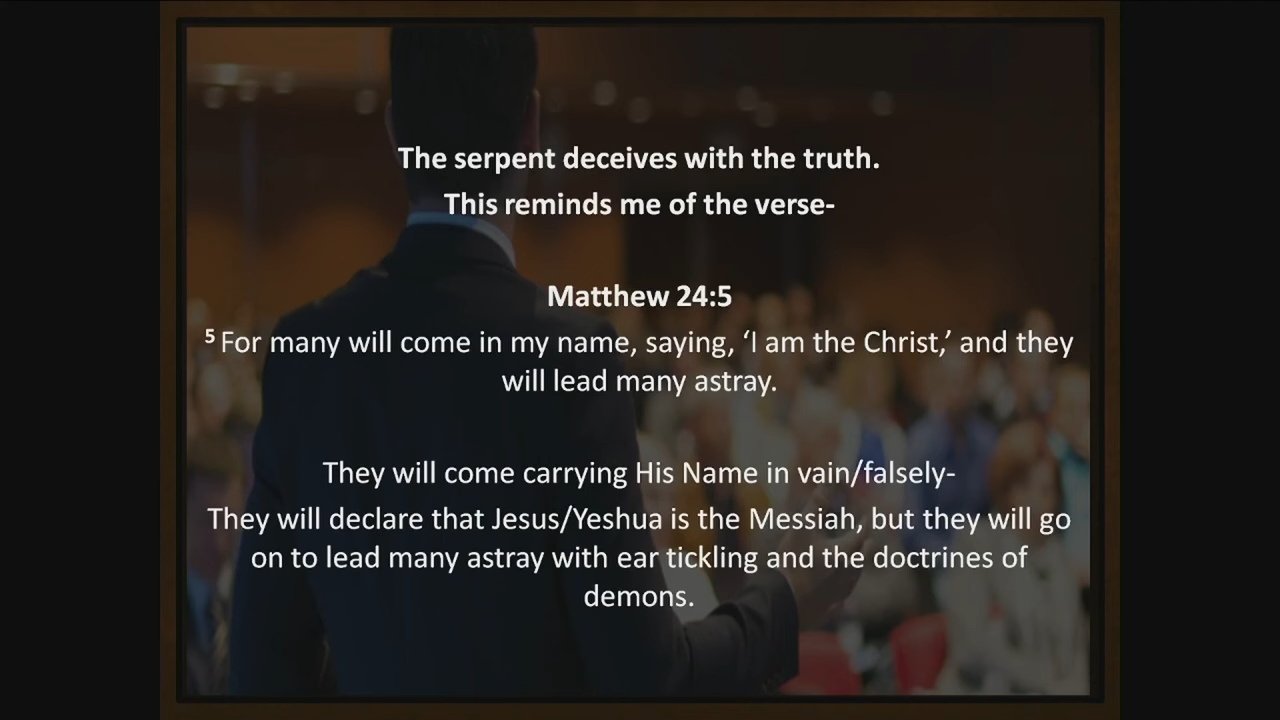 The serpent deceives with the truth.
This reminds me of the verse-
Matthew 24:5
⁵ For many will come in my name, saying, ‘I am the Christ,’ and they
will lead many astray.
They will come carrying His Name in vain/falsely-
They will declare that Jesus/Yeshua is the Messiah, but they will go
on to lead many astray with ear tickling and the doctrines of
demons.